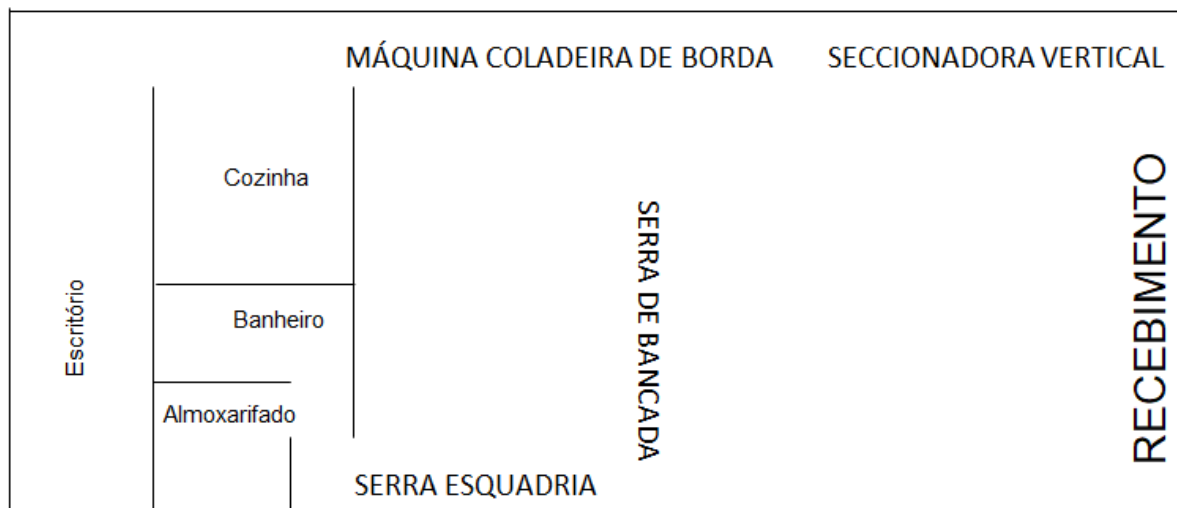 MÁQUINA COLADEIRA DE BORDA
SECCIONADORA VERTICAL
Cozinha
SERRA DE BANCADA
RECEBIMENTO
Escritório
Banheiro
Almoxarifado
SERRA ESQUADRIA